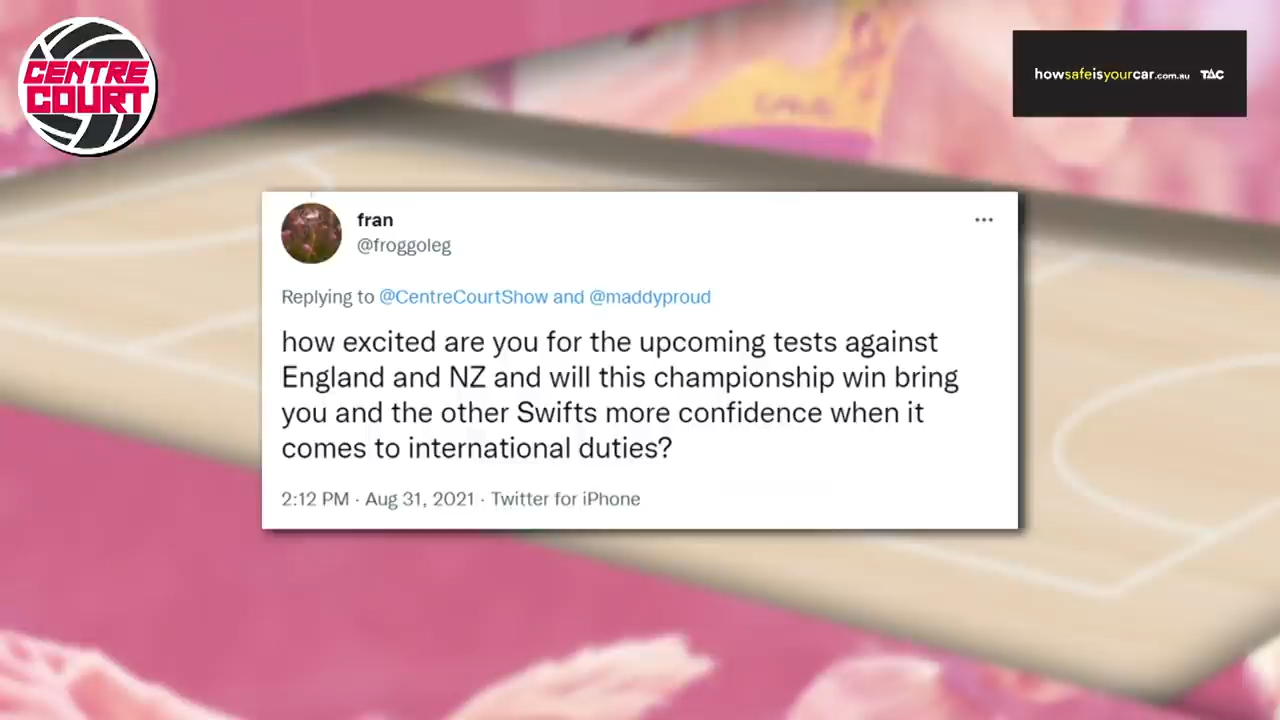 CENTRE
COURT
howsafeisyourcar.com.au TAC
fran
@froggoleg
Replying to @CentreCourtShow and @maddyproud
how excited are you for the upcoming tests against
England and NZ and will this championship win bring
you and the other Swifts more confidence when it
comes to international duties?
2:12 PM · Aug 31, 2021 · Twitter for iPhone